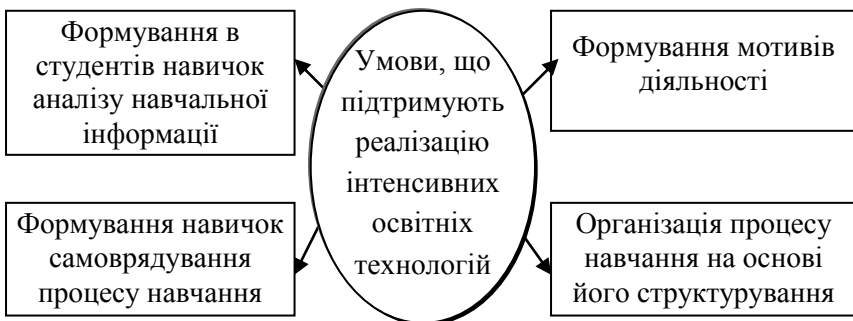 Формування в
студентів навичок
аналізу навчальної
інформації
Умови, що
підтримують
реалізацію
інтенсивних
освітніх
технологій
Формування мотивів
діяльності
Формування навичок
самоврядування
процесу навчання
Організація процесу
навчання на основі
його структурування